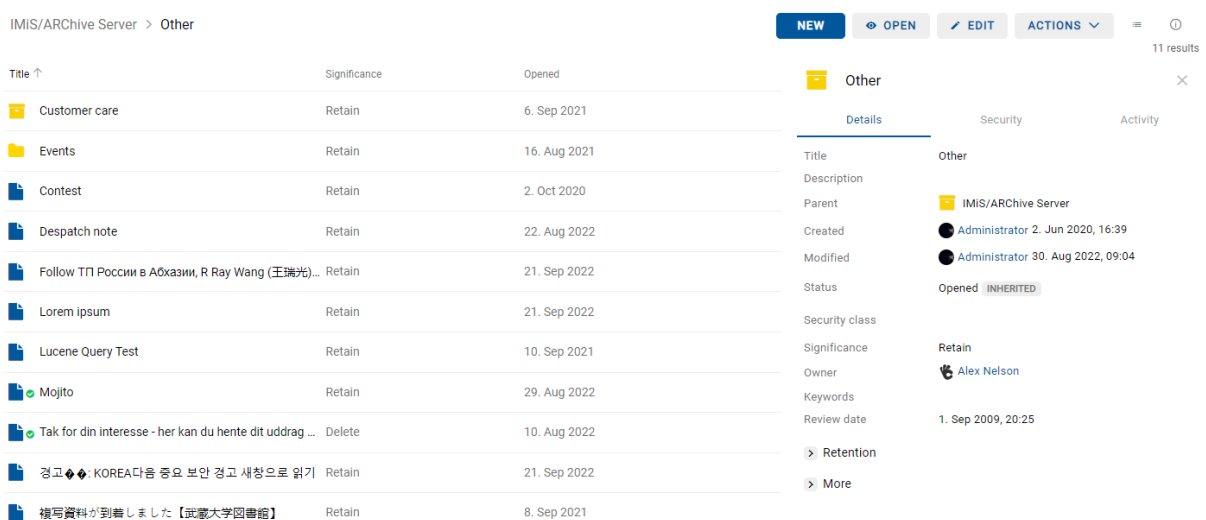 IMiS/ARChive Server > Other
NEW OPEN EDIT ACTIONS
11 results
Title ↑ Significance Opened
Customer care Retain 6. Sep 2021
Events Retain 16. Aug 2021
Contest Retain 2. Oct 2020
Despatch note Retain 22. Aug 2022
Follow ТП России в Абхазии, R Ray Wang (王瑞光)... Retain 21. Sep 2022
Lorem ipsum Retain 21. Sep 2022
Lucene Query Test Retain 10. Sep 2021
Mojito Retain 29. Aug 2022
Tak for din interesse - her kan du hente dit uddrag ... Delete 10. Aug 2022
경고��: KOREA다음 중요 보안 경고 새창으로 읽기 Retain 21. Sep 2022
複写資料が到着しました【武蔵大学図書館】 Retain 8. Sep 2021
Other
Details Security Activity
Title Other
Description
Parent IMiS/ARChive Server
Created Administrator 2. Jun 2020, 16:39
Modified Administrator 30. Aug 2022, 09:04
Status Opened INHERITED
Security class
Significance Retain
Owner Alex Nelson
Keywords
Review date 1. Sep 2009, 20:25
> Retention
> More